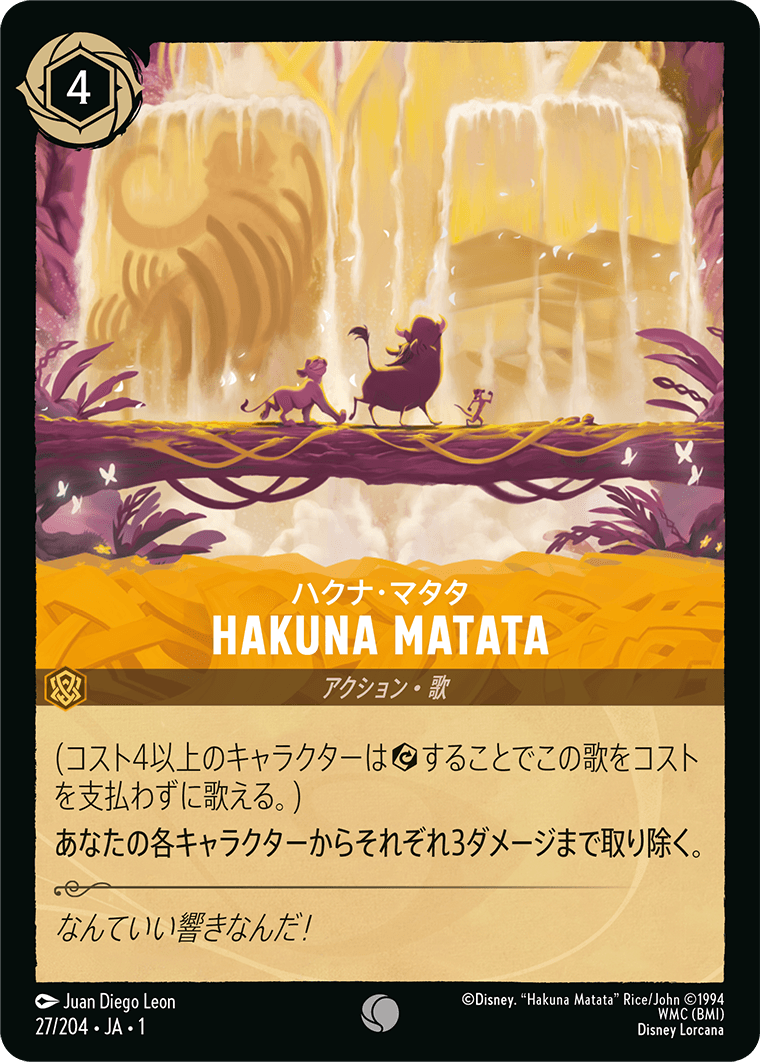 4
ハクナ・マタタ
HAKUNA MATATA
アクション・歌
(コスト4以上のキャラクターはすることでこの歌をコスト
を支払わずに歌える。)
あなたの各キャラクターからそれぞれ3ダメージまで取り除く。
なんていい響きなんだ!
Juan Diego Leon
27/204 • JA • 1
©Disney. “Hakuna Matata” Rice/John ©1994
WMC (BMI)
Disney Lorcana